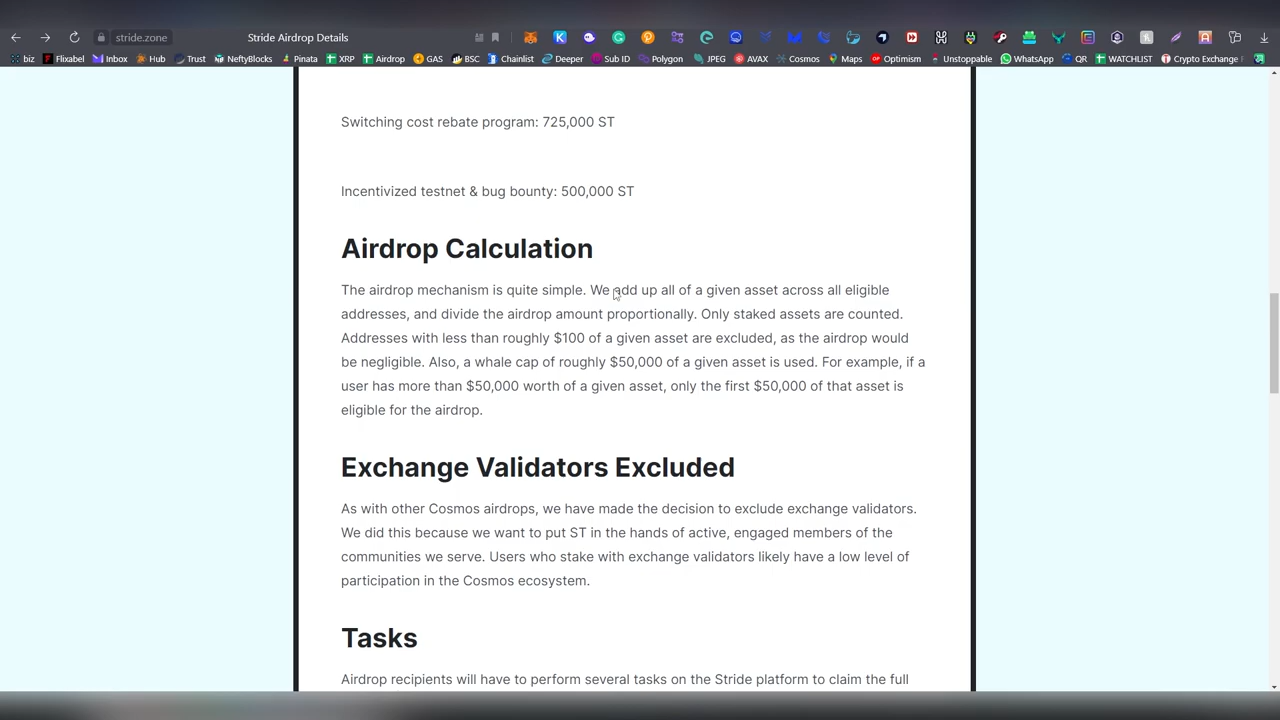 stride.zone Stride Airdrop Details
biz Flixabel Inbox Hub Trust NeftyBlocks Pinata XRP Airdrop GAS BSC Chainlist Deeper Sub ID Polygon JPEG AVAX Cosmos Maps Optimism Unstoppable WhatsApp QR WATCHLIST Crypto Exchange
Switching cost rebate program: 725,000 ST
Incentivized testnet & bug bounty: 500,000 ST
Airdrop Calculation
The airdrop mechanism is quite simple. We add up all of a given asset across all eligible
addresses, and divide the airdrop amount proportionally. Only staked assets are counted.
Addresses with less than roughly $100 of a given asset are excluded, as the airdrop would
be negligible. Also, a whale cap of roughly $50,000 of a given asset is used. For example, if a
user has more than $50,000 worth of a given asset, only the first $50,000 of that asset is
eligible for the airdrop.
Exchange Validators Excluded
As with other Cosmos airdrops, we have made the decision to exclude exchange validators.
We did this because we want to put ST in the hands of active, engaged members of the
communities we serve. Users who stake with exchange validators likely have a low level of
participation in the Cosmos ecosystem.
Tasks
Airdrop recipients will have to perform several tasks on the Stride platform to claim the full